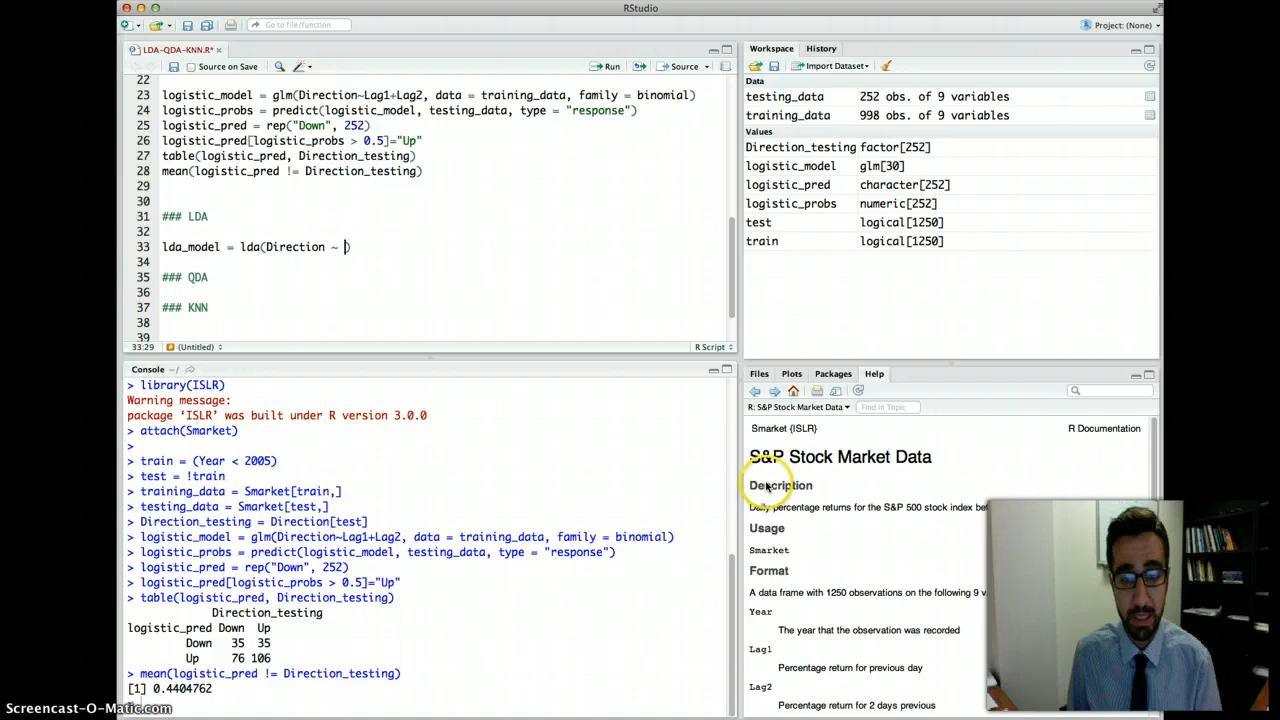 RStudio
Go to file/function
Project: (None)
LDA-QDA-KNN.R*
Source on Save
Run
Source
22
23 logistic_model = glm(Direction~Lag1+Lag2, data = training_data, family = binomial)
24 logistic_probs = predict(logistic_model, testing_data, type = "response")
25 logistic_pred = rep("Down", 252)
26 logistic_pred[logistic_probs > 0.5]="Up"
27 table(logistic_pred, Direction_testing)
28 mean(logistic_pred != Direction_testing)
29
30
31 ### LDA
32
33 lda_model = lda(Direction ~ )
34
35 ### QDA
36
37 ### KNN
38
39
33:29 (Untitled) R Script
Console ~/
> library(ISLR)
Warning message:
package ‘ISLR’ was built under R version 3.0.0
> attach(Smarket)
>
> train = (Year < 2005)
> test = !train
> training_data = Smarket[train,]
> testing_data = Smarket[test,]
> Direction_testing = Direction[test]
> logistic_model = glm(Direction~Lag1+Lag2, data = training_data, family = binomial)
> logistic_probs = predict(logistic_model, testing_data, type = "response")
> logistic_pred = rep("Down", 252)
> logistic_pred[logistic_probs > 0.5]="Up"
> table(logistic_pred, Direction_testing)
Direction_testing
logistic_pred Down Up
Down 35 35
Up 76 106
> mean(logistic_pred != Direction_testing)
[1] 0.4404762
Screencast-O-Matic.com
Workspace History
Import Dataset
Data
testing_data 252 obs. of 9 variables
training_data 998 obs. of 9 variables
Values
Direction_testing factor[252]
logistic_model glm[30]
logistic_pred character[252]
logistic_probs numeric[252]
test logical[1250]
train logical[1250]
Files Plots Packages Help
R: S&P Stock Market Data
Find in Topic
Smarket {ISLR} R Documentation
S&P Stock Market Data
Description
Daily percentage returns for the S&P 500 stock index
Usage
Smarket
Format
A data frame with 1250 observations on the following 9
Year
The year that the observation was recorded
Lag1
Percentage return for previous day
Lag2
Percentage return for 2 days previous